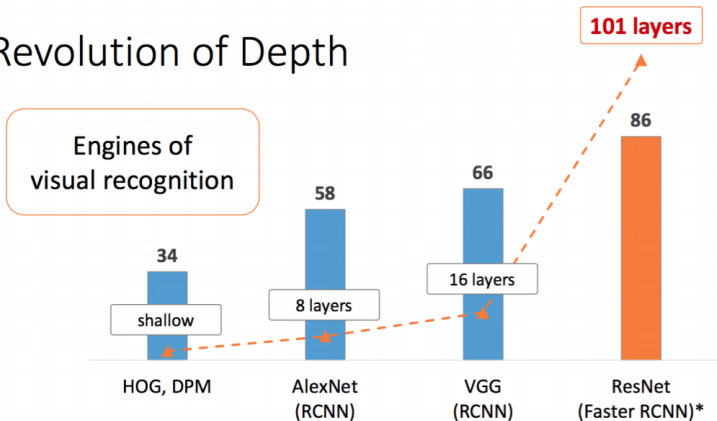 Revolution of Depth
101 layers
Engines of
visual recognition
34
58
66
86
shallow
8 layers
16 layers
HOG, DPM
AlexNet
(RCNN)
VGG
(RCNN)
ResNet
(Faster RCNN)*